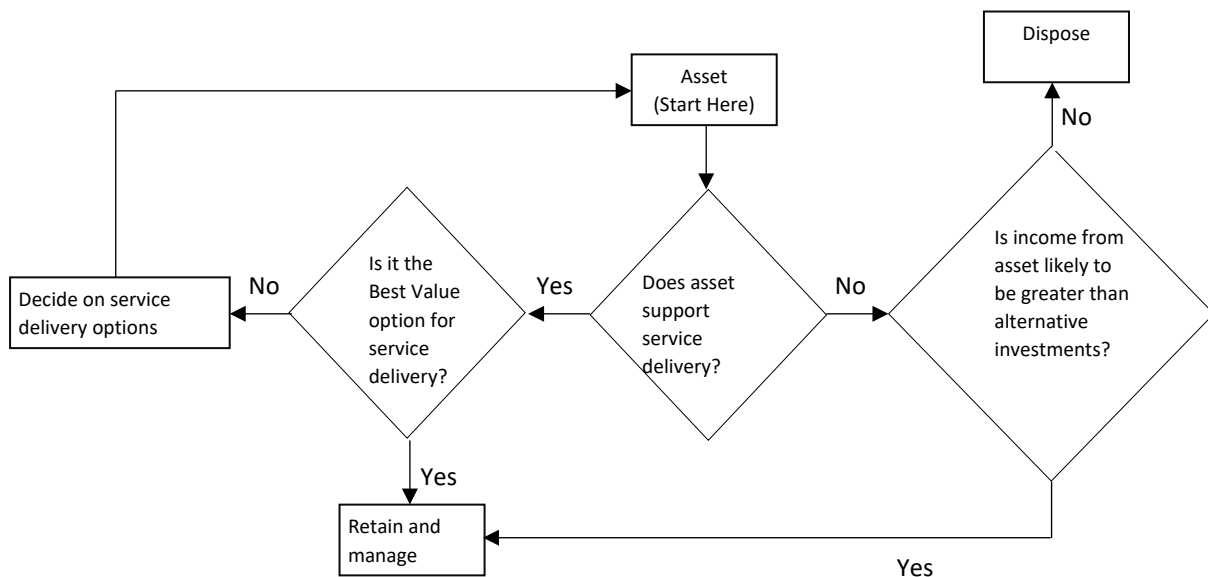 Dispose
Asset
(Start Here)
No
Is it the
Best Value
option for
service
delivery?
Does asset
support
service
delivery?
Is income from
asset likely to
be greater than
alternative
investments?
No
Yes
No
Decide on service
delivery options
Yes
Retain and
manage
Yes